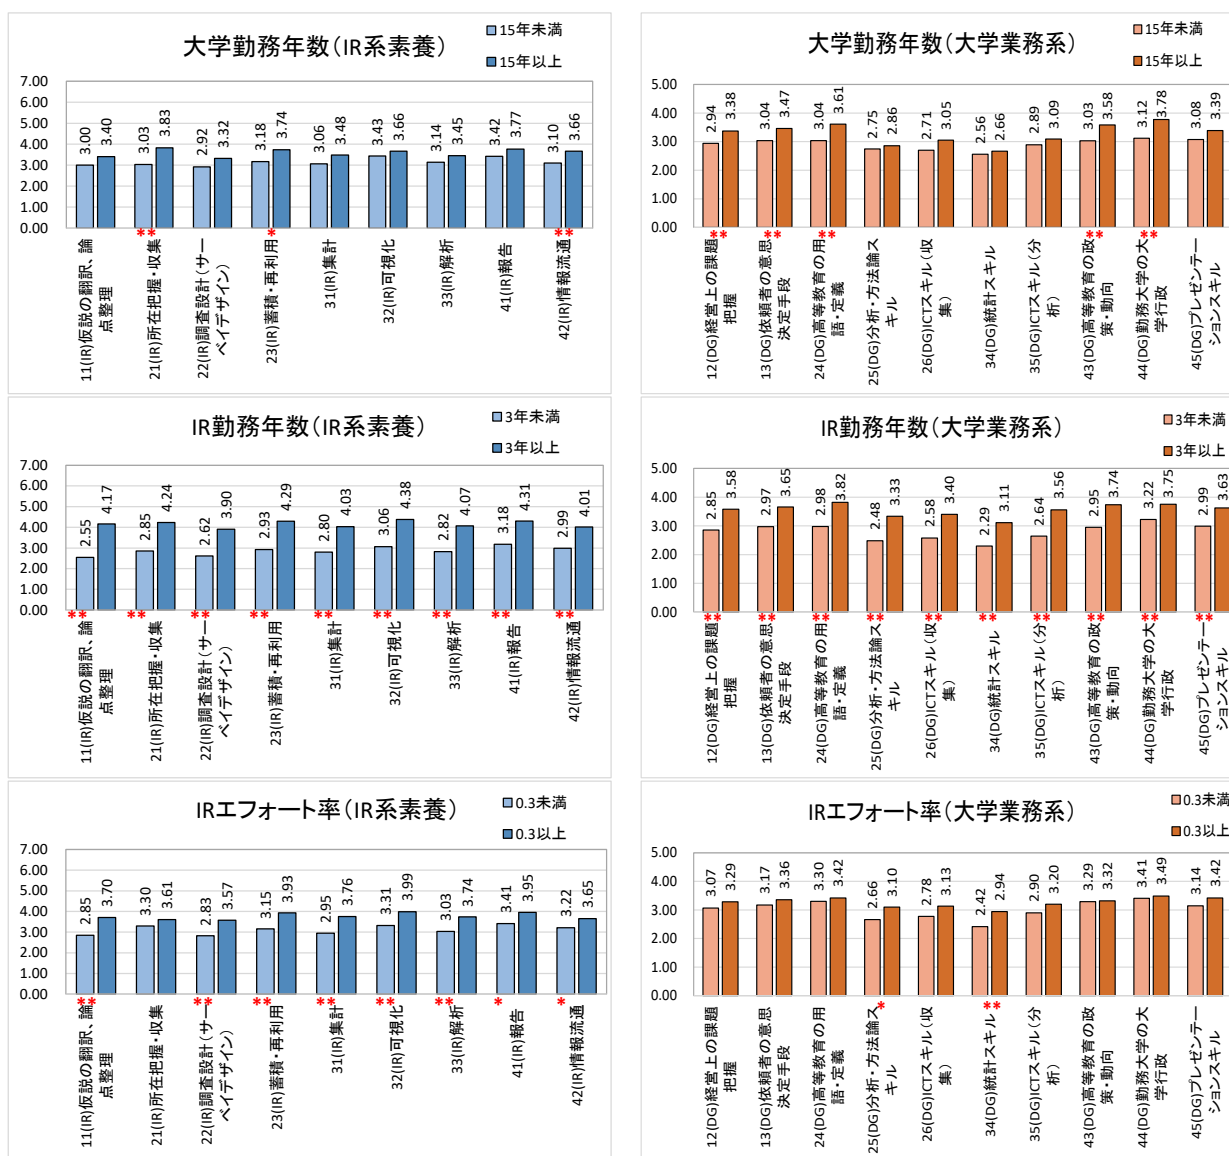 大学勤務年数(IR系素養)
15年未満
15年以上
7.00
6.00
5.00
4.00
3.00
2.00
1.00
0.00
3.00
3.40
3.03
3.83
2.92
3.32
3.18
3.74
3.06
3.48
3.43
3.66
3.14
3.45
3.42
3.77
3.10
3.66
**
*
**
11(IR)仮説の翻訳、論
点整理
21(IR)所在把握・収集
22(IR)調査設計(サー
ベイデザイン)
23(IR)蓄積・再利用
31(IR)集計
32(IR)可視化
33(IR)解析
41(IR)報告
42(IR)情報流通
大学勤務年数(大学業務系)
15年未満
15年以上
5.00
4.00
3.00
2.00
1.00
0.00
2.94
3.38
3.04
3.47
3.04
3.61
2.75
2.86
2.71
3.05
2.56
2.66
2.89
3.09
3.03
3.58
3.12
3.78
3.08
3.39
**
**
**
**
**
12(DG)経営上の課題
把握
13(DG)依頼者の意思
決定手段
24(DG)高等教育の用
語・定義
25(DG)分析・方法論ス
キル
26(DG)ICTスキル(収
集)
34(DG)統計スキル
35(DG)ICTスキル(分
析)
43(DG)高等教育の政
策・動向
44(DG)勤務大学の大
学行政
45(DG)プレゼンテー
ションスキル
IR勤務年数(IR系素養)
3年未満
3年以上
7.00
6.00
5.00
4.00
3.00
2.00
1.00
0.00
2.55
4.17
2.85
4.24
2.62
3.90
2.93
4.29
2.80
4.03
3.06
4.38
2.82
4.07
3.18
4.31
2.99
4.01
**
**
**
**
**
**
**
**
**
11(IR)仮説の翻訳、論
点整理
21(IR)所在把握・収集
22(IR)調査設計(サー
ベイデザイン)
23(IR)蓄積・再利用
31(IR)集計
32(IR)可視化
33(IR)解析
41(IR)報告
42(IR)情報流通
IR勤務年数(大学業務系)
3年未満
3年以上
5.00
4.00
3.00
2.00
1.00
0.00
2.85
3.58
2.97
3.65
2.98
3.82
2.48
3.33
2.58
3.40
2.29
3.11
2.64
3.56
2.95
3.74
3.22
3.75
2.99
3.63
**
**
**
**
**
**
**
**
**
**
12(DG)経営上の課題
把握
13(DG)依頼者の意思
決定手段
24(DG)高等教育の用
語・定義
25(DG)分析・方法論ス
キル
26(DG)ICTスキル(収
集)
34(DG)統計スキル
35(DG)ICTスキル(分
析)
43(DG)高等教育の政
策・動向
44(DG)勤務大学の大
学行政
45(DG)プレゼンテー
ションスキル
IRエフォート率(IR系素養)
0.3未満
0.3以上
7.00
6.00
5.00
4.00
3.00
2.00
1.00
0.00
2.85
3.70
3.30
3.61
2.83
3.57
3.15
3.93
2.95
3.76
3.31
3.99
3.03
3.74
3.41
3.95
3.22
3.65
**
**
**
**
**
**
*
*
11(IR)仮説の翻訳、論
点整理
21(IR)所在把握・収集
22(IR)調査設計(サー
ベイデザイン)
23(IR)蓄積・再利用
31(IR)集計
32(IR)可視化
33(IR)解析
41(IR)報告
42(IR)情報流通
IRエフォート率(大学業務系)
0.3未満
0.3以上
5.00
4.00
3.00
2.00
1.00
0.00
3.07
3.29
3.17
3.36
3.30
3.42
2.66
3.10
2.78
3.13
2.42
2.94
2.90
3.20
3.29
3.32
3.41
3.49
3.14
3.42
*
**
12(DG)経営上の課題
把握
13(DG)依頼者の意思
決定手段
24(DG)高等教育の用
語・定義
25(DG)分析・方法論ス
キル
26(DG)ICTスキル(収
集)
34(DG)統計スキル
35(DG)ICTスキル(分
析)
43(DG)高等教育の政
策・動向
44(DG)勤務大学の大
学行政
45(DG)プレゼンテー
ションスキル